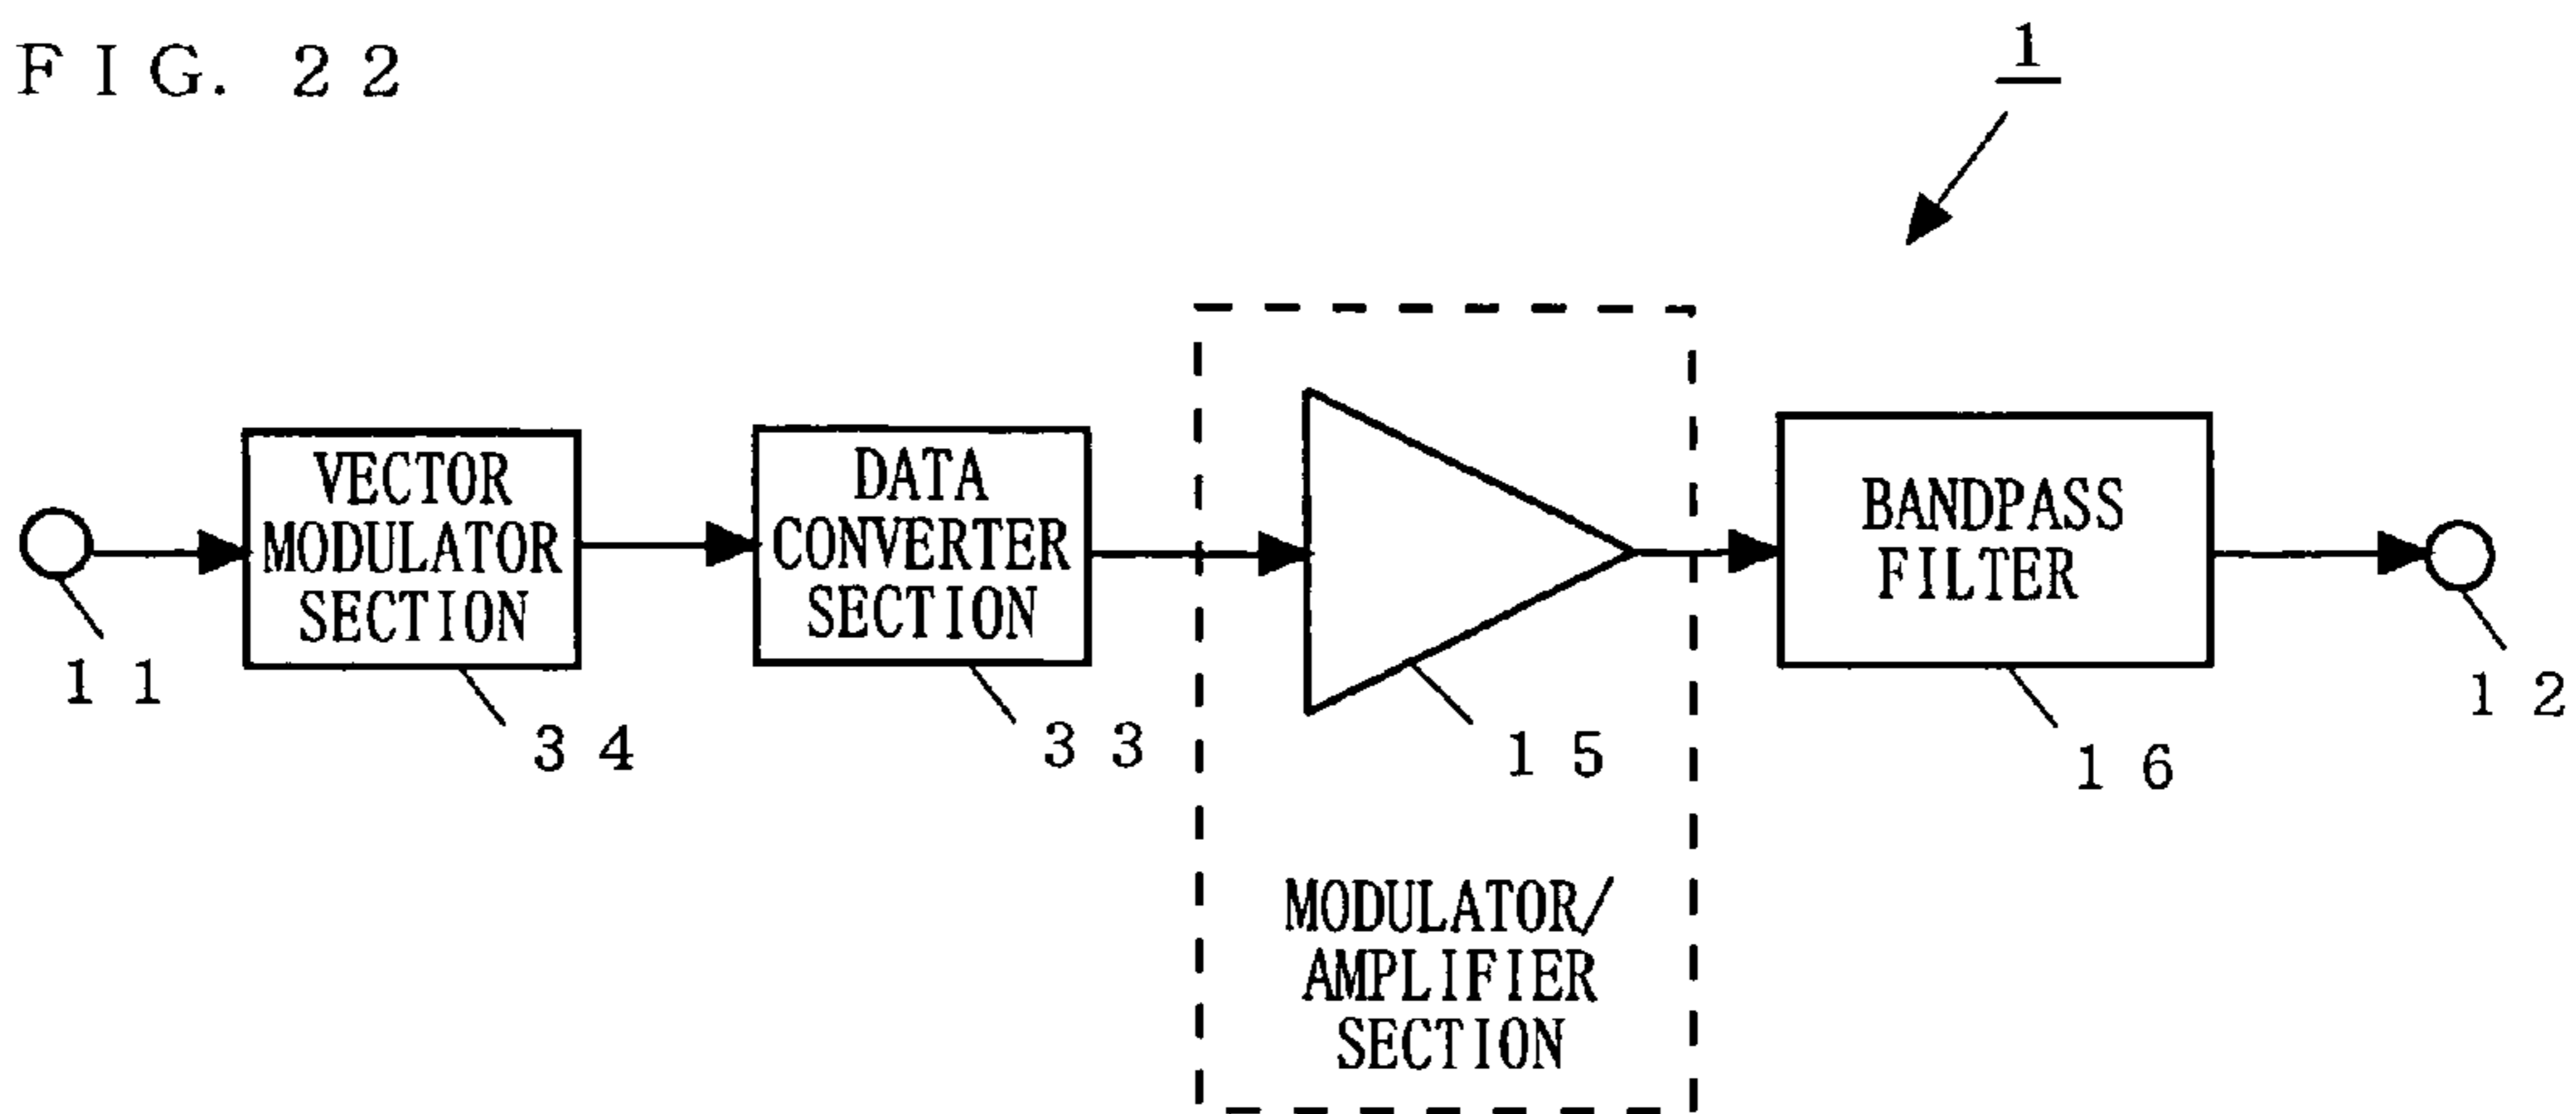 FIG. 22
1
VECTOR
MODULATOR
SECTION
DATA
CONVERTER
SECTION
BANDPASS
FILTER
11
34
33
15
16
12
MODULATOR/
AMPLIFIER
SECTION